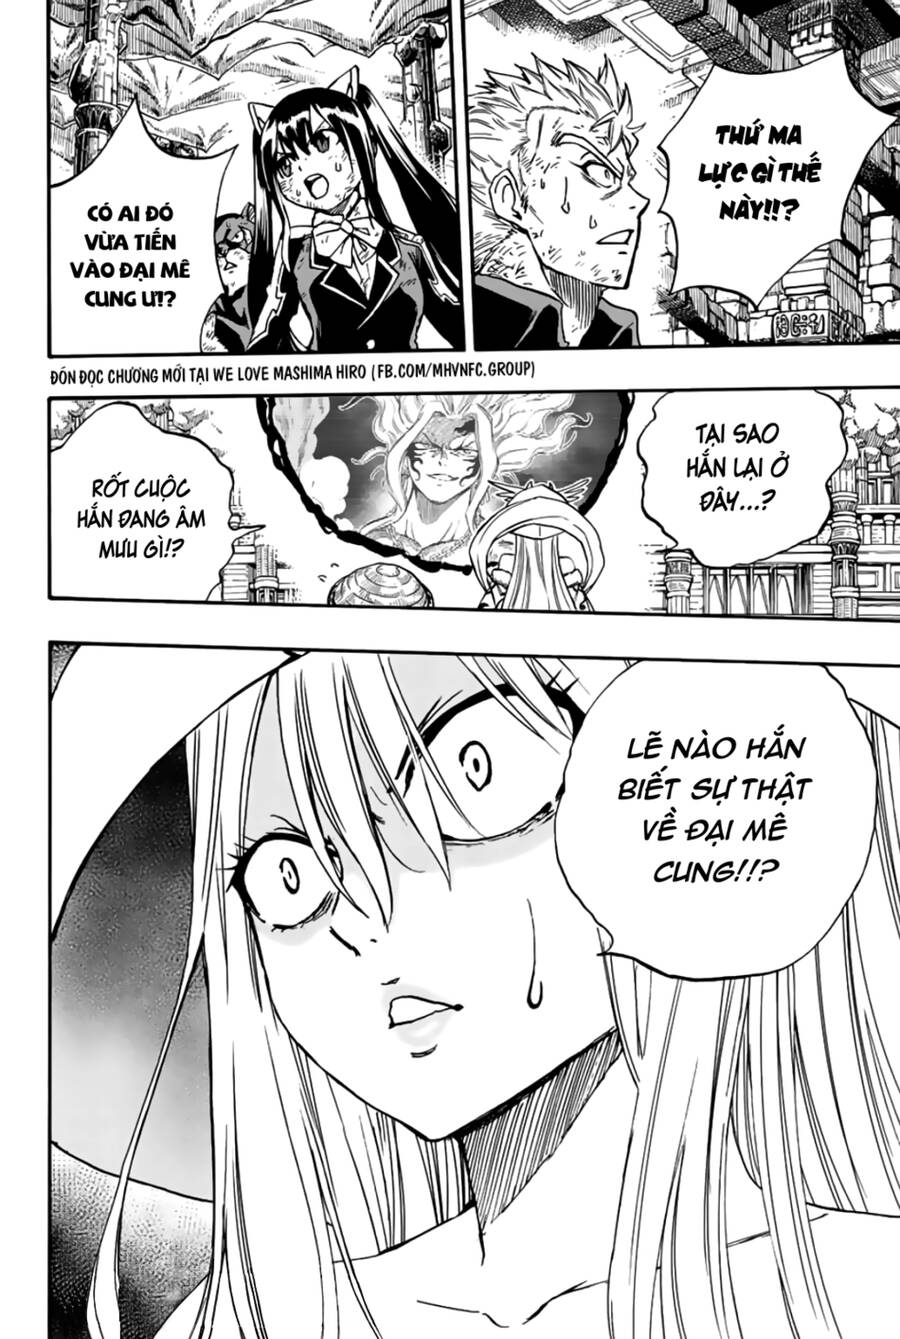 THỨ MA
LỰC GÌ THẾ
NÀY!!?
CÓ AI ĐÓ
VỪA TIẾN
VÀO ĐẠI MÊ
CUNG Ư!?
ĐÓN ĐỌC CHƯƠNG MỚI TẠI WE LOVE MASHIMA HIRO (FB.COM/MHVNFC.GROUP)
TẠI SAO
HẮN LẠI Ở
ĐÂY...?
RỐT CUỘC
HẮN ĐANG ÂM
MƯU GÌ!?
LẼ NÀO HẮN
BIẾT SỰ THẬT
VỀ ĐẠI MÊ
CUNG!!?